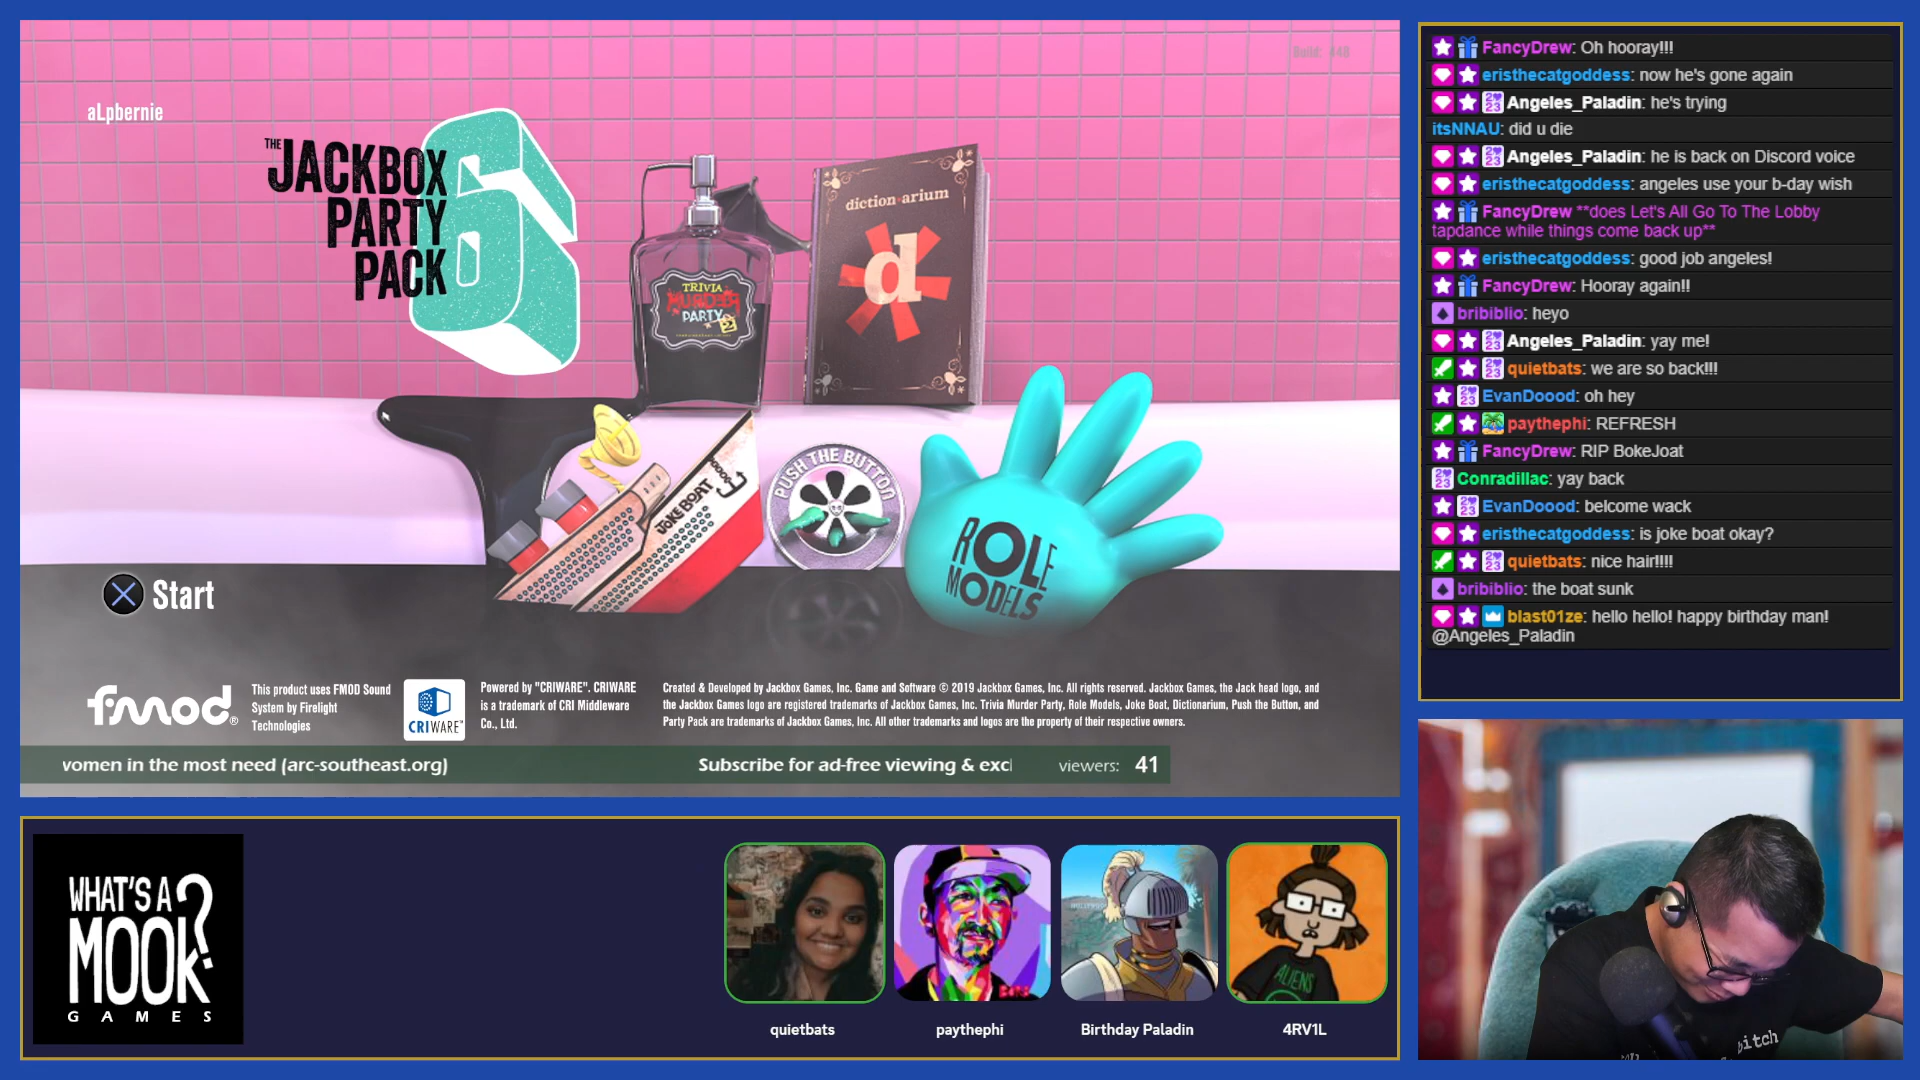 Build: 448
aLpbernie
THE
JACKBOX
PARTY
PACK
6
TRIVIA
MURDER
PARTY
2
diction·arium
d
JOKE BOAT
PUSH THE BUTTON
ROLE
MODELS
Start
fmod®
This product uses FMOD Sound
System by Firelight
Technologies
CRIWARE™
Powered by "CRIWARE". CRIWARE
is a trademark of CRI Middleware
Co., Ltd.
Created & Developed by Jackbox Games, Inc. Game and Software © 2019 Jackbox Games, Inc. All rights reserved. Jackbox Games, the Jack head logo, and
the Jackbox Games logo are registered trademarks of Jackbox Games, Inc. Trivia Murder Party, Role Models, Joke Boat, Dictionarium, Push the Button, and
Party Pack are trademarks of Jackbox Games, Inc. All other trademarks and logos are the property of their respective owners.
women in the most need (arc-southeast.org) Subscribe for ad-free viewing & exc viewers: 41
WHAT'S A
MOOK?
GAMES
ALIENS
quietbats
paythephi
Birthday Paladin
4RV1L
FancyDrew: Oh hooray!!!
eristhecatgoddess: now he's gone again
Angeles_Paladin: he's trying
itsNNAU: did u die
Angeles_Paladin: he is back on Discord voice
eristhecatgoddess: angeles use your b-day wish
FancyDrew **does Let's All Go To The Lobby
tapdance while things come back up**
eristhecatgoddess: good job angeles!
FancyDrew: Hooray again!!
bribiblio: heyo
Angeles_Paladin: yay me!
quietbats: we are so back!!!
EvanDoood: oh hey
paythephi: REFRESH
FancyDrew: RIP BokeJoat
Conradillac: yay back
EvanDoood: belcome wack
eristhecatgoddess: is joke boat okay?
quietbats: nice hair!!!!
bribiblio: the boat sunk
blast01ze: hello hello! happy birthday man!
@Angeles_Paladin